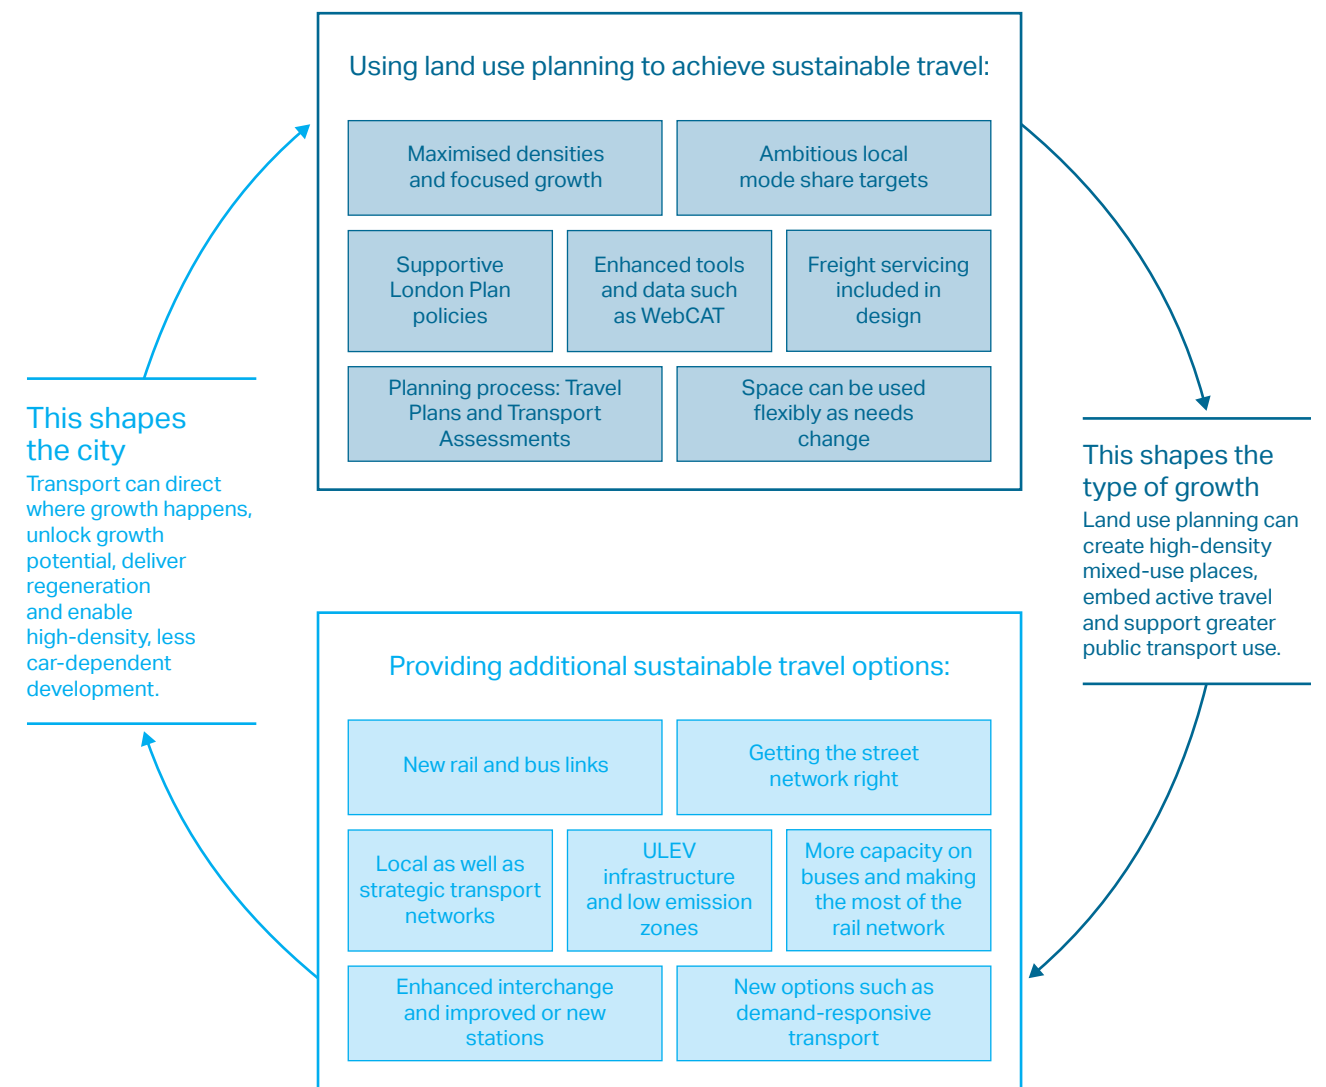 Using land use planning to achieve sustainable travel:
Maximised densities
and focused growth
Ambitious local
mode share targets
Supportive
London Plan
policies
Enhanced tools
and data such
as WebCAT
Freight servicing
included in
design
Planning process: Travel
Plans and Transport
Assessments
Space can be used
flexibly as needs
change
This shapes
the city
Transport can direct
where growth happens,
unlock growth
potential, deliver
regeneration
and enable
high-density, less
car-dependent
development.
This shapes the
type of growth
Land use planning can
create high-density
mixed-use places,
embed active travel
and support greater
public transport use.
Providing additional sustainable travel options:
New rail and bus links
Getting the street
network right
Local as well as
strategic transport
networks
ULEV
infrastructure
and low emission
zones
More capacity on
buses and making
the most of the
rail network
Enhanced interchange
and improved or new
stations
New options such as
demand-responsive
transport